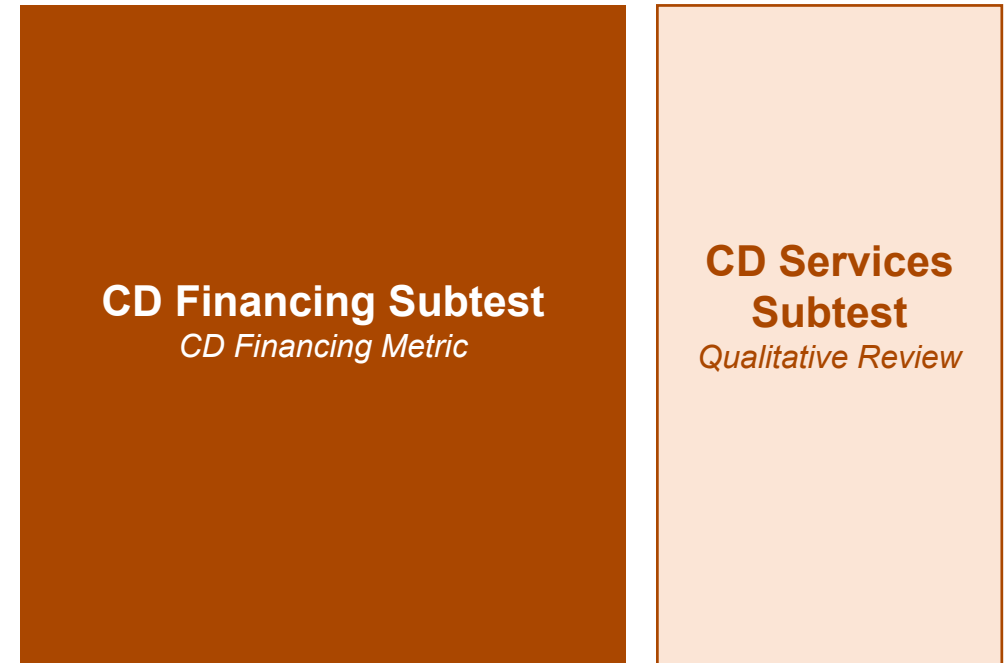 CD Financing Subtest
CD Financing Metric
CD Services
Subtest
Qualitative Review